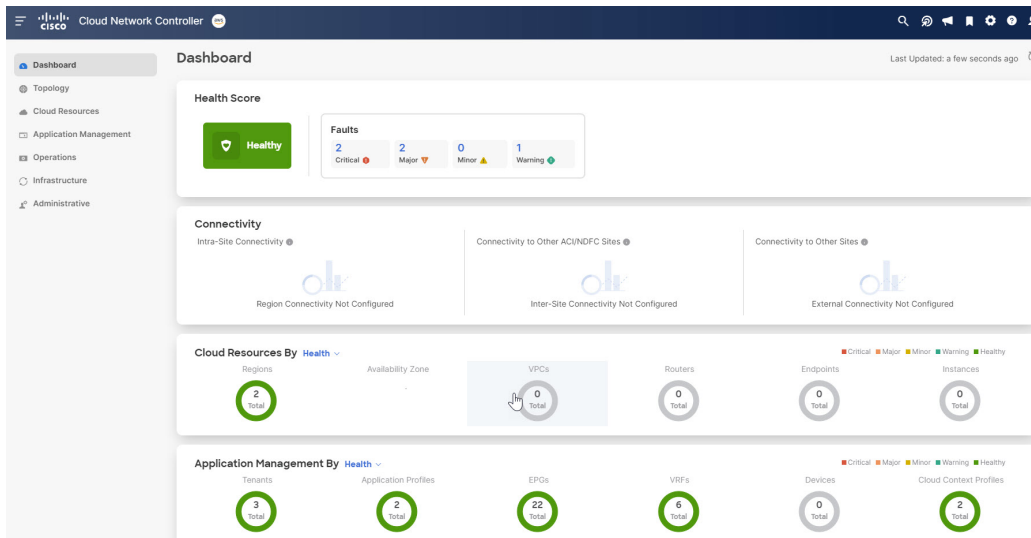 CISCO Cloud Network Controller aws
Dashboard
Topology
Cloud Resources
Application Management
Operations
Infrastructure
Administrative
Dashboard
Last Updated: a few seconds ago
Health Score
Healthy
Faults
2 2 0 1
Critical Major Minor Warning
Connectivity
Intra-Site Connectivity
Region Connectivity Not Configured
Connectivity to Other ACI/NDFC Sites
Inter-Site Connectivity Not Configured
Connectivity to Other Sites
External Connectivity Not Configured
Cloud Resources By Health
Critical Major Minor Warning Healthy
Regions Availability Zone VPCs Routers Endpoints Instances
2 - 0 0 0 0
Total Total Total Total Total
Application Management By Health
Critical Major Minor Warning Healthy
Tenants Application Profiles EPGs VRFs Devices Cloud Context Profiles
3 2 22 6 0 2
Total Total Total Total Total Total